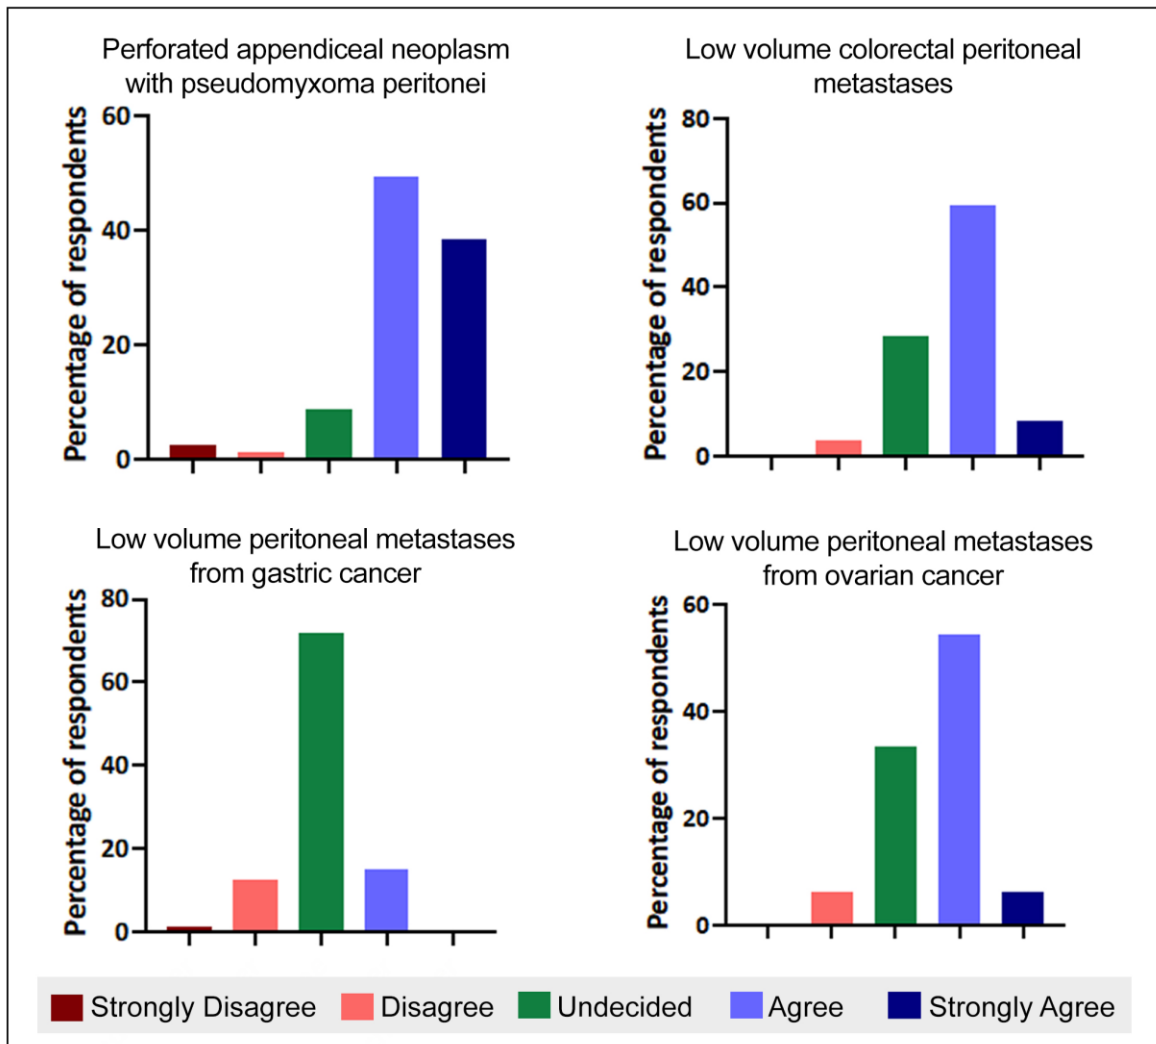 Perforated appendiceal neoplasm
with pseudomyxoma peritonei
Percentage of respondents
60
40
20
0
Low volume colorectal peritoneal
metastases
Percentage of respondents
80
60
40
20
0
Low volume peritoneal metastases
from gastric cancer
Percentage of respondents
80
60
40
20
0
Low volume peritoneal metastases
from ovarian cancer
Percentage of respondents
60
40
20
0
Strongly Disagree
Disagree
Undecided
Agree
Strongly Agree